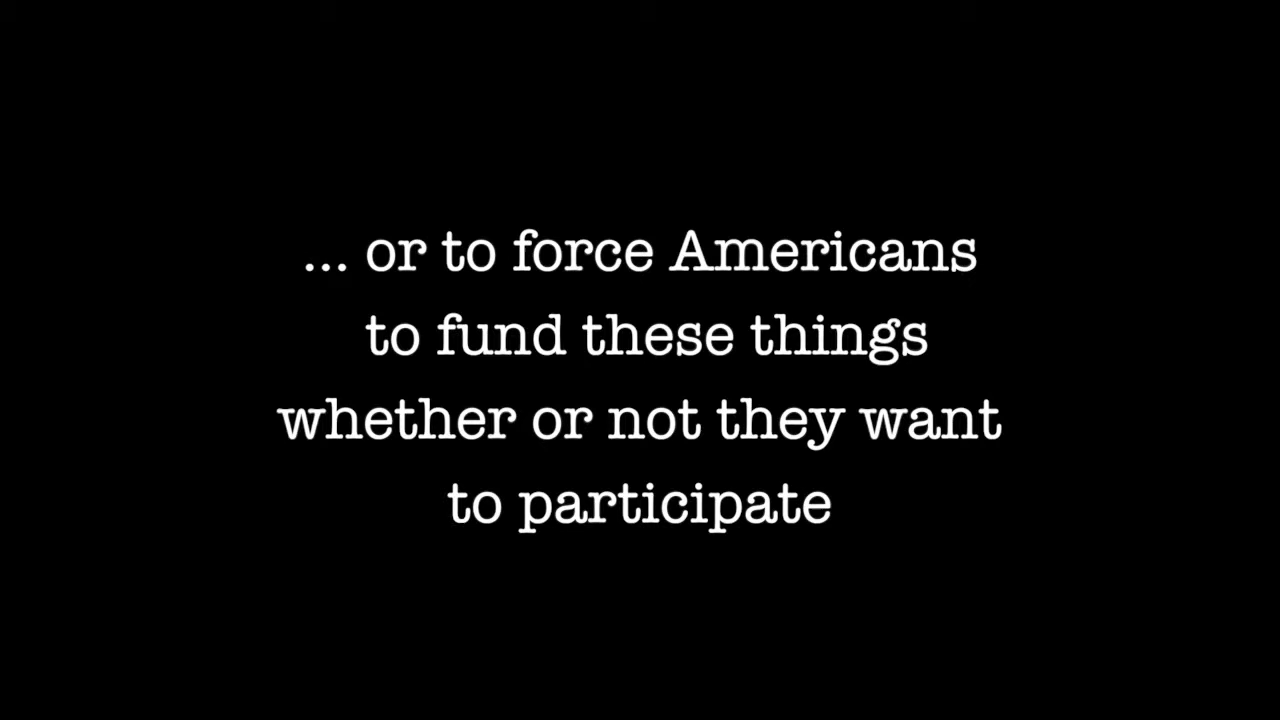 ... or to force Americans
to fund these things
whether or not they want
to participate